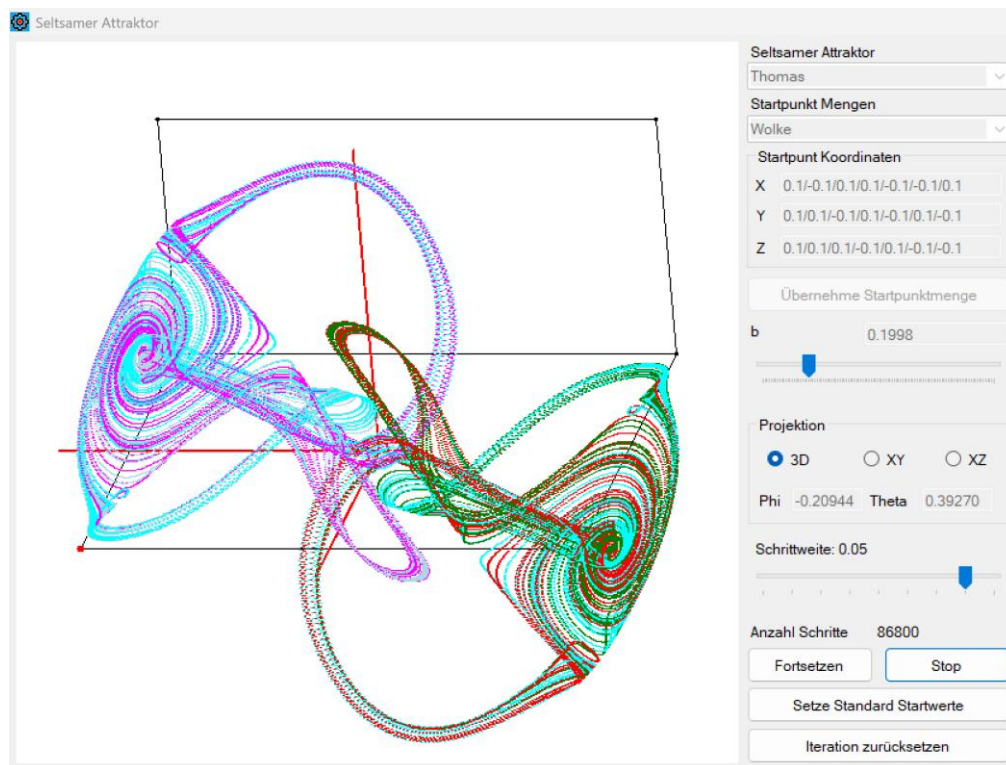 Seltsamer Attraktor
Seltsamer Attraktor
Thomas
Startpunkt Mengen
Wolke
Startpunt Koordinaten
X 0.1/-0.1/0.1/0.1/-0.1/-0.1/0.1
Y 0.1/0.1/-0.1/0.1/-0.1/0.1/-0.1
Z 0.1/0.1/0.1/-0.1/0.1/-0.1/-0.1
Übernehme Startpunktmenge
b 0.1998
Projektion
3D XY XZ
Phi -0.20944 Theta 0.39270
Schrittweite: 0.05
Anzahl Schritte 86800
Fortsetzen Stop
Setze Standard Startwerte
Iteration zurücksetzen